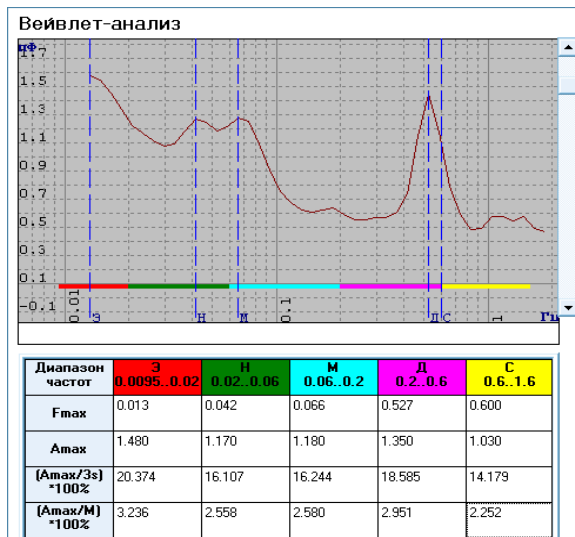 Вейвлет-анализ
пФ
1.7
1.5
1.3
1.1
0.9
0.7
0.5
0.3
0.1
-0.1
0.01 Э Н М 0.1 Д С 1 Гц
Диапазон частот Э 0.0095..0.02 Н 0.02..0.06 М 0.06..0.2 Д 0.2..0.6 С 0.6..1.6
Fmax 0.013 0.042 0.066 0.527 0.600
Amax 1.480 1.170 1.180 1.350 1.030
(Amax/3s) *100% 20.374 16.107 16.244 18.585 14.179
(Amax/M) *100% 3.236 2.558 2.580 2.951 2.252